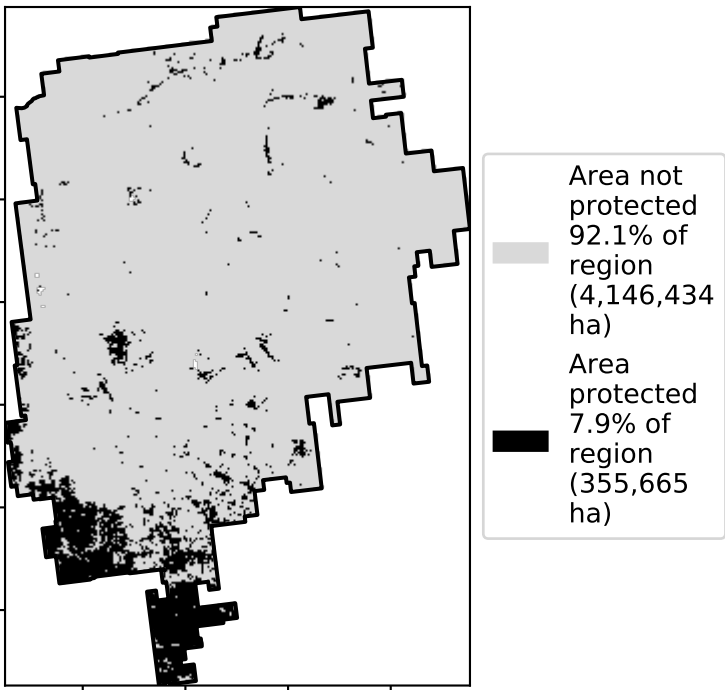 Area not
protected
92.1% of
region
(4,146,434
ha)
Area
protected
7.9% of
region
(355,665
ha)